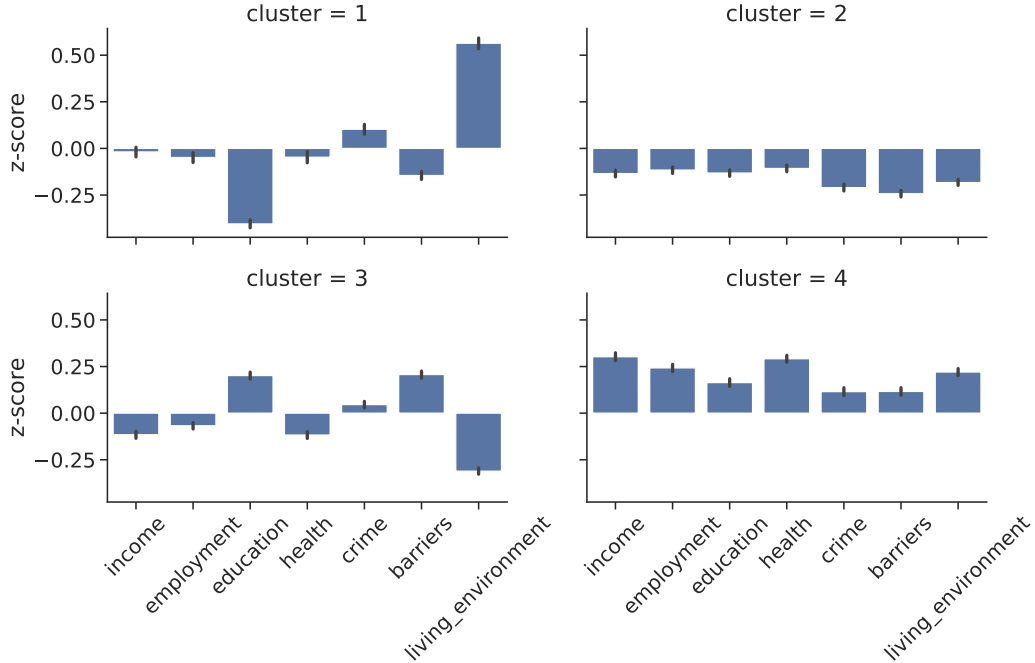 cluster = 1
cluster = 2
z-score
0.50
0.25
0.00
−0.25
cluster = 3
cluster = 4
z-score
0.50
0.25
0.00
−0.25
income
employment
education
health
crime
barriers
living_environment
income
employment
education
health
crime
barriers
living_environment